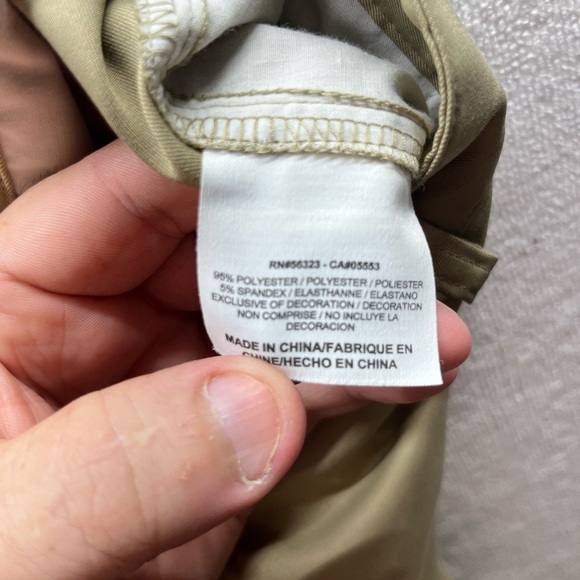 RN#56323 - CA#05553
95% POLYESTER / POLYESTER / POLIESTER
5% SPANDEX / ELASTHANNE / ELASTANO
EXCLUSIVE OF DECORATION / DECORATION
NON COMPRISE / NO INCLUYE LA
DECORACION
MADE IN CHINA/FABRIQUE EN
CHINE/HECHO EN CHINA